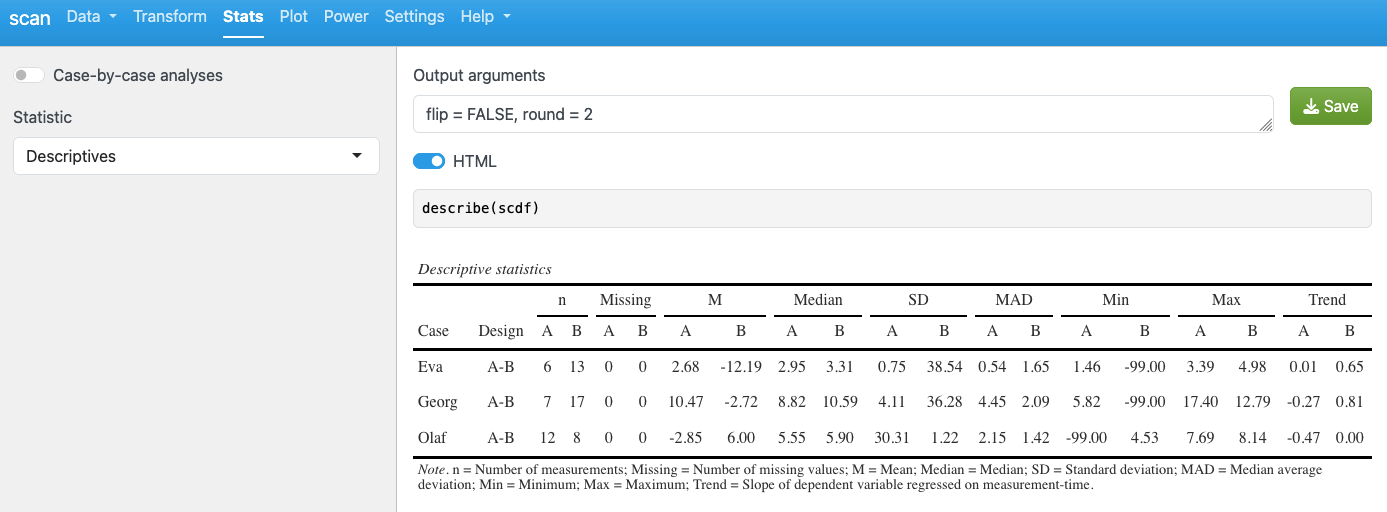 scan Data Transform Stats Plot Power Settings Help
Case-by-case analyses
Statistic
Descriptives
Output arguments
flip = FALSE, round = 2
Save
HTML
describe(scdf)
Descriptive statistics
n Missing M Median SD MAD Min Max Trend
Case Design A B A B A B A B A B A B A B A B A B
Eva A-B 6 13 0 0 2.68 -12.19 2.95 3.31 0.75 38.54 0.54 1.65 1.46 -99.00 3.39 4.98 0.01 0.65
Georg A-B 7 17 0 0 10.47 -2.72 8.82 10.59 4.11 36.28 4.45 2.09 5.82 -99.00 17.40 12.79 -0.27 0.81
Olaf A-B 12 8 0 0 -2.85 6.00 5.55 5.90 30.31 1.22 2.15 1.42 -99.00 4.53 7.69 8.14 -0.47 0.00
Note. n = Number of measurements; Missing = Number of missing values; M = Mean; Median = Median; SD = Standard deviation; MAD = Median average
deviation; Min = Minimum; Max = Maximum; Trend = Slope of dependent variable regressed on measurement-time.